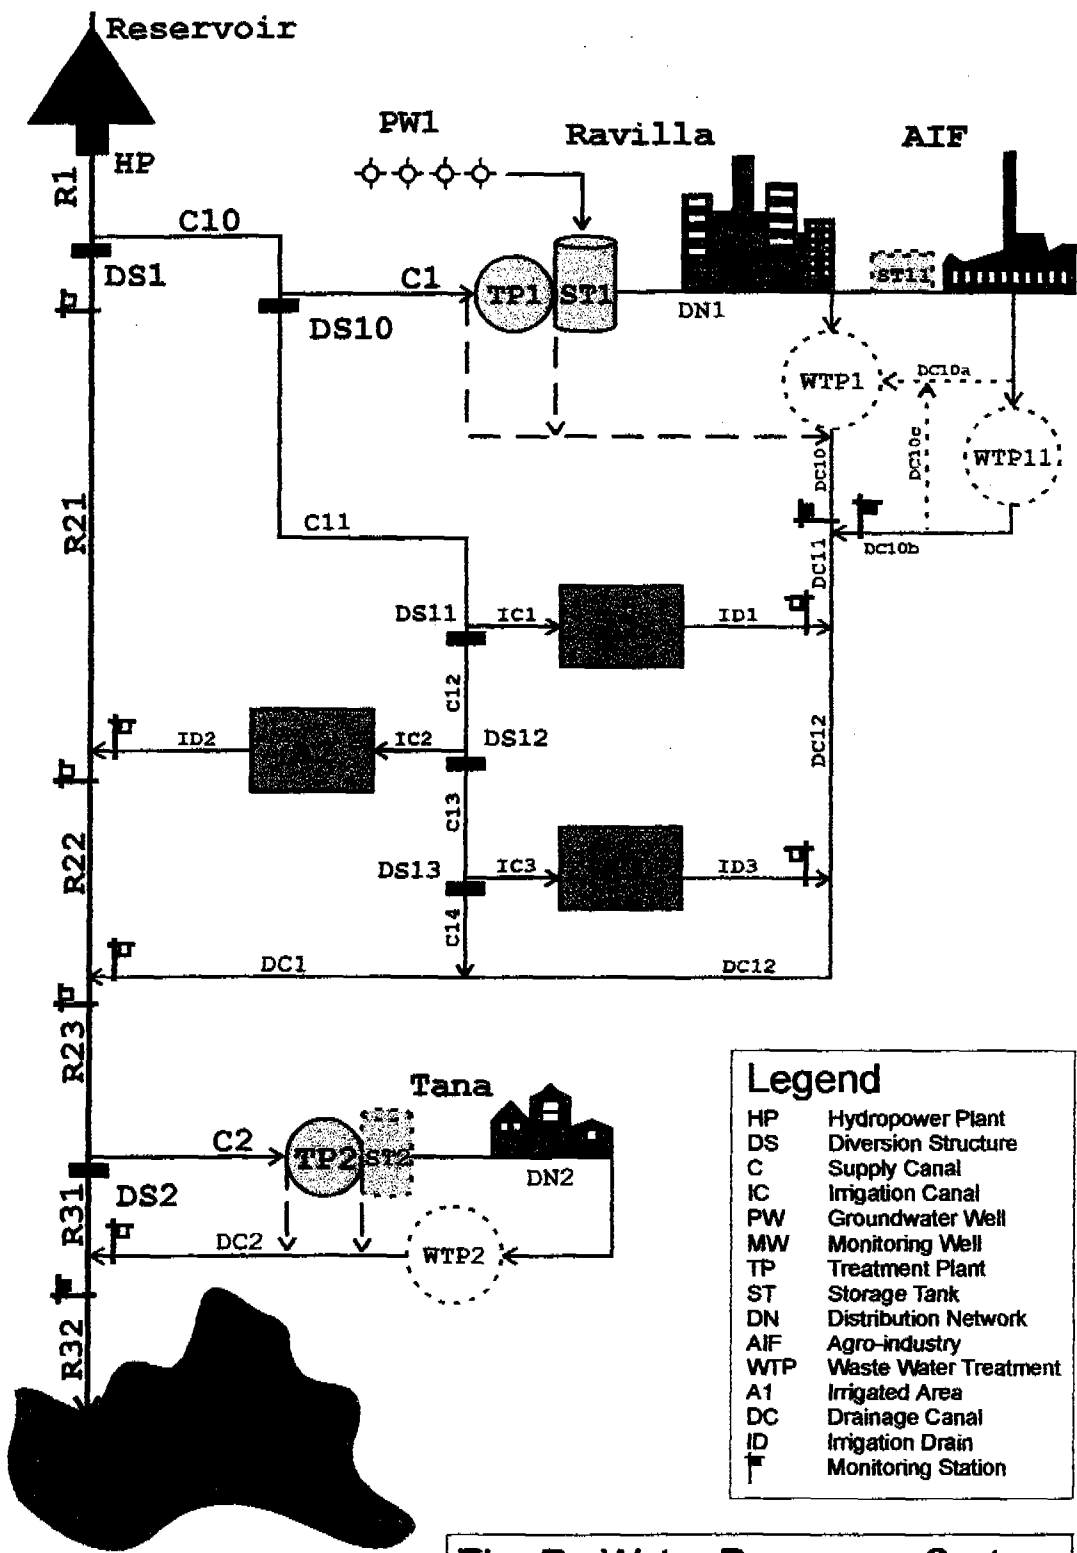 Reservoir
HP
R1
PW1
Ravilla
AIF
C10
DS1
C1
TP1
ST1
DN1
ST11
DS10
WTP1
DC10a
DC10c
WTP11
DC10
DC10b
R21
C11
DC11
DS11
IC1
ID1
C12
ID2
IC2
DS12
DC12
C13
R22
DS13
IC3
ID3
C14
DC1
DC12
R23
Tana
C2
TP2
ST2
DN2
DS2
R31
DC2
WTP2
R32
Legend
HP Hydropower Plant
DS Diversion Structure
C Supply Canal
IC Irrigation Canal
PW Groundwater Well
MW Monitoring Well
TP Treatment Plant
ST Storage Tank
DN Distribution Network
AIF Agro-industry
WTP Waste Water Treatment
A1 Irrigated Area
DC Drainage Canal
ID Irrigation Drain
Monitoring Station